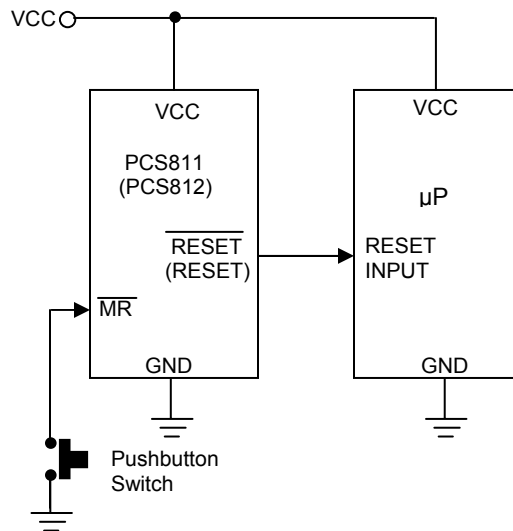 VCC
VCC
PCS811
(PCS812)
RESET
(RESET)
MR
GND
VCC
µP
RESET
INPUT
GND
Pushbutton
Switch